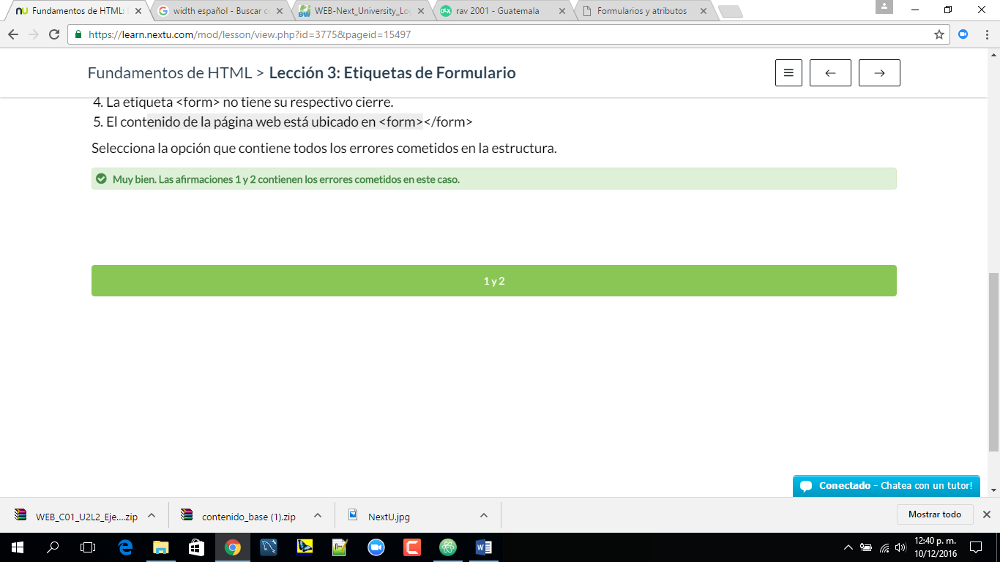 Fundamentos de HTML:
width español - Buscar c
WEB-Next_University_Lo
rav 2001 - Guatemala
Formularios y atributos
https://learn.nextu.com/mod/lesson/view.php?id=3775&pageid=15497
Fundamentos de HTML > Lección 3: Etiquetas de Formulario
4. La etiqueta <form> no tiene su respectivo cierre.
5. El contenido de la página web está ubicado en <form></form>
Selecciona la opción que contiene todos los errores cometidos en la estructura.
Muy bien. Las afirmaciones 1 y 2 contienen los errores cometidos en este caso.
1 y 2
Conectado - Chatea con un tutor!
WEB_C01_U2L2_Eje....zip
contenido_base (1).zip
NextU.jpg
Mostrar todo
12:40 p. m.
10/12/2016